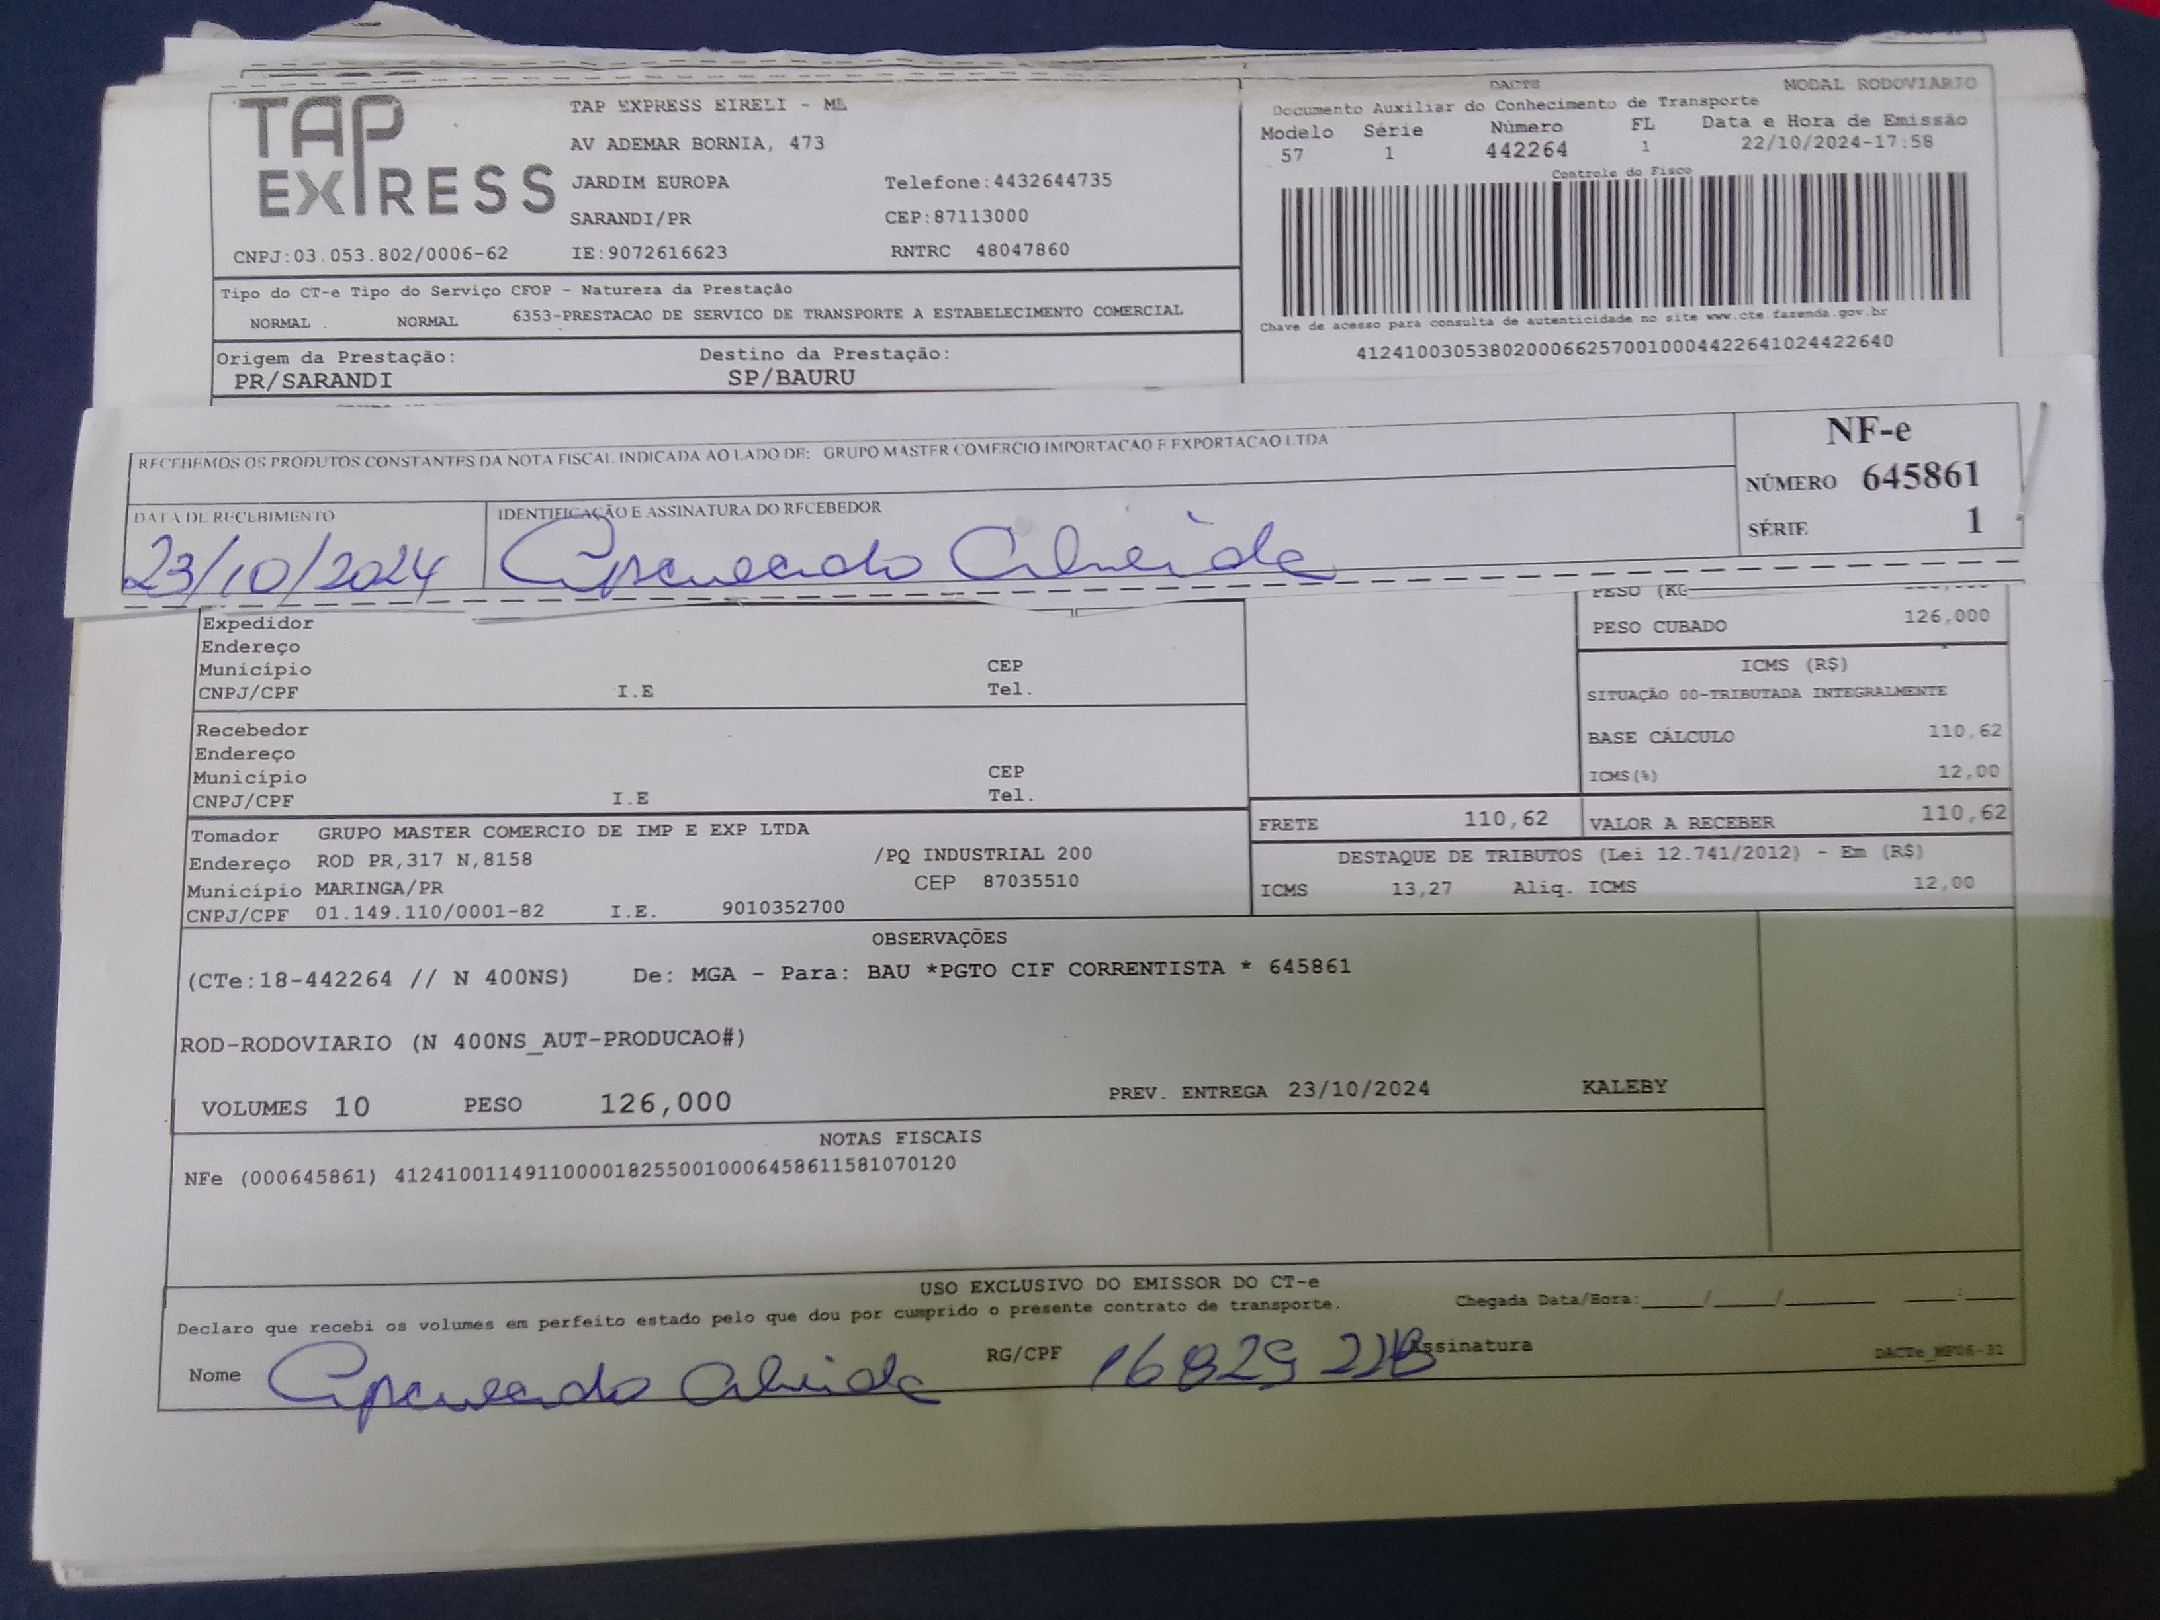 TAP EXPRESS
TAP EXPRESS EIRELI - ME
AV ADEMAR BORNIA, 473
JARDIM EUROPA Telefone:4432644735
SARANDI/PR CEP:87113000
CNPJ:03.053.802/0006-62 IE:9072616623 RNTRC 48047860
DACTE MODAL RODOVIÁRIO
Documento Auxiliar do Conhecimento de Transporte
Modelo Série Número FL Data e Hora de Emissão
57 1 442264 1 22/10/2024-17:58
Controle do Fisco
Chave de acesso para consulta de autenticidade no site www.cte.fazenda.gov.br
41241003053802000662570010004422641024422640
Tipo do CT-e Tipo do Serviço CFOP - Natureza da Prestação
NORMAL NORMAL 6353-PRESTACAO DE SERVICO DE TRANSPORTE A ESTABELECIMENTO COMERCIAL
Origem da Prestação: Destino da Prestação:
PR/SARANDI SP/BAURU
RECEBEMOS OS PRODUTOS CONSTANTES DA NOTA FISCAL INDICADA AO LADO DE: GRUPO MASTER COMERCIO IMPORTACAO E EXPORTACAO LTDA
NF-e
NÚMERO 645861
SÉRIE 1
DATA DE RECEBIMENTO IDENTIFICAÇÃO E ASSINATURA DO RECEBEDOR
23/10/2024 Almeida
Expedidor
Endereço
Município CEP
CNPJ/CPF I.E Tel.
PESO (KG
PESO CUBADO 126,000
ICMS (R$)
SITUAÇÃO 00-TRIBUTADA INTEGRALMENTE
BASE CÁLCULO 110,62
ICMS(%) 12,00
Recebedor
Endereço
Município CEP
CNPJ/CPF I.E Tel.
FRETE 110,62 VALOR A RECEBER 110,62
Tomador GRUPO MASTER COMERCIO DE IMP E EXP LTDA
Endereço ROD PR,317 N,8158 /PQ INDUSTRIAL 200
Município MARINGA/PR CEP 87035510
CNPJ/CPF 01.149.110/0001-82 I.E. 9010352700
DESTAQUE DE TRIBUTOS (Lei 12.741/2012) - Em (R$)
ICMS 13,27 Aliq. ICMS 12,00
OBSERVAÇÕES
(CTe:18-442264 // N 400NS) De: MGA - Para: BAU *PGTO CIF CORRENTISTA * 645861
ROD-RODOVIARIO (N 400NS_AUT-PRODUCAO#)
VOLUMES 10 PESO 126,000 PREV. ENTREGA 23/10/2024 KALEBY
NOTAS FISCAIS
NFe (000645861) 41241001149110000182550010006458611581070120
USO EXCLUSIVO DO EMISSOR DO CT-e
Declaro que recebi os volumes em perfeito estado pelo que dou por cumprido o presente contrato de transporte. Chegada Data/Hora:____/____/______ ____:____
Nome Almeida RG/CPF 16829 228 Assinatura
DACTe_MF06-31